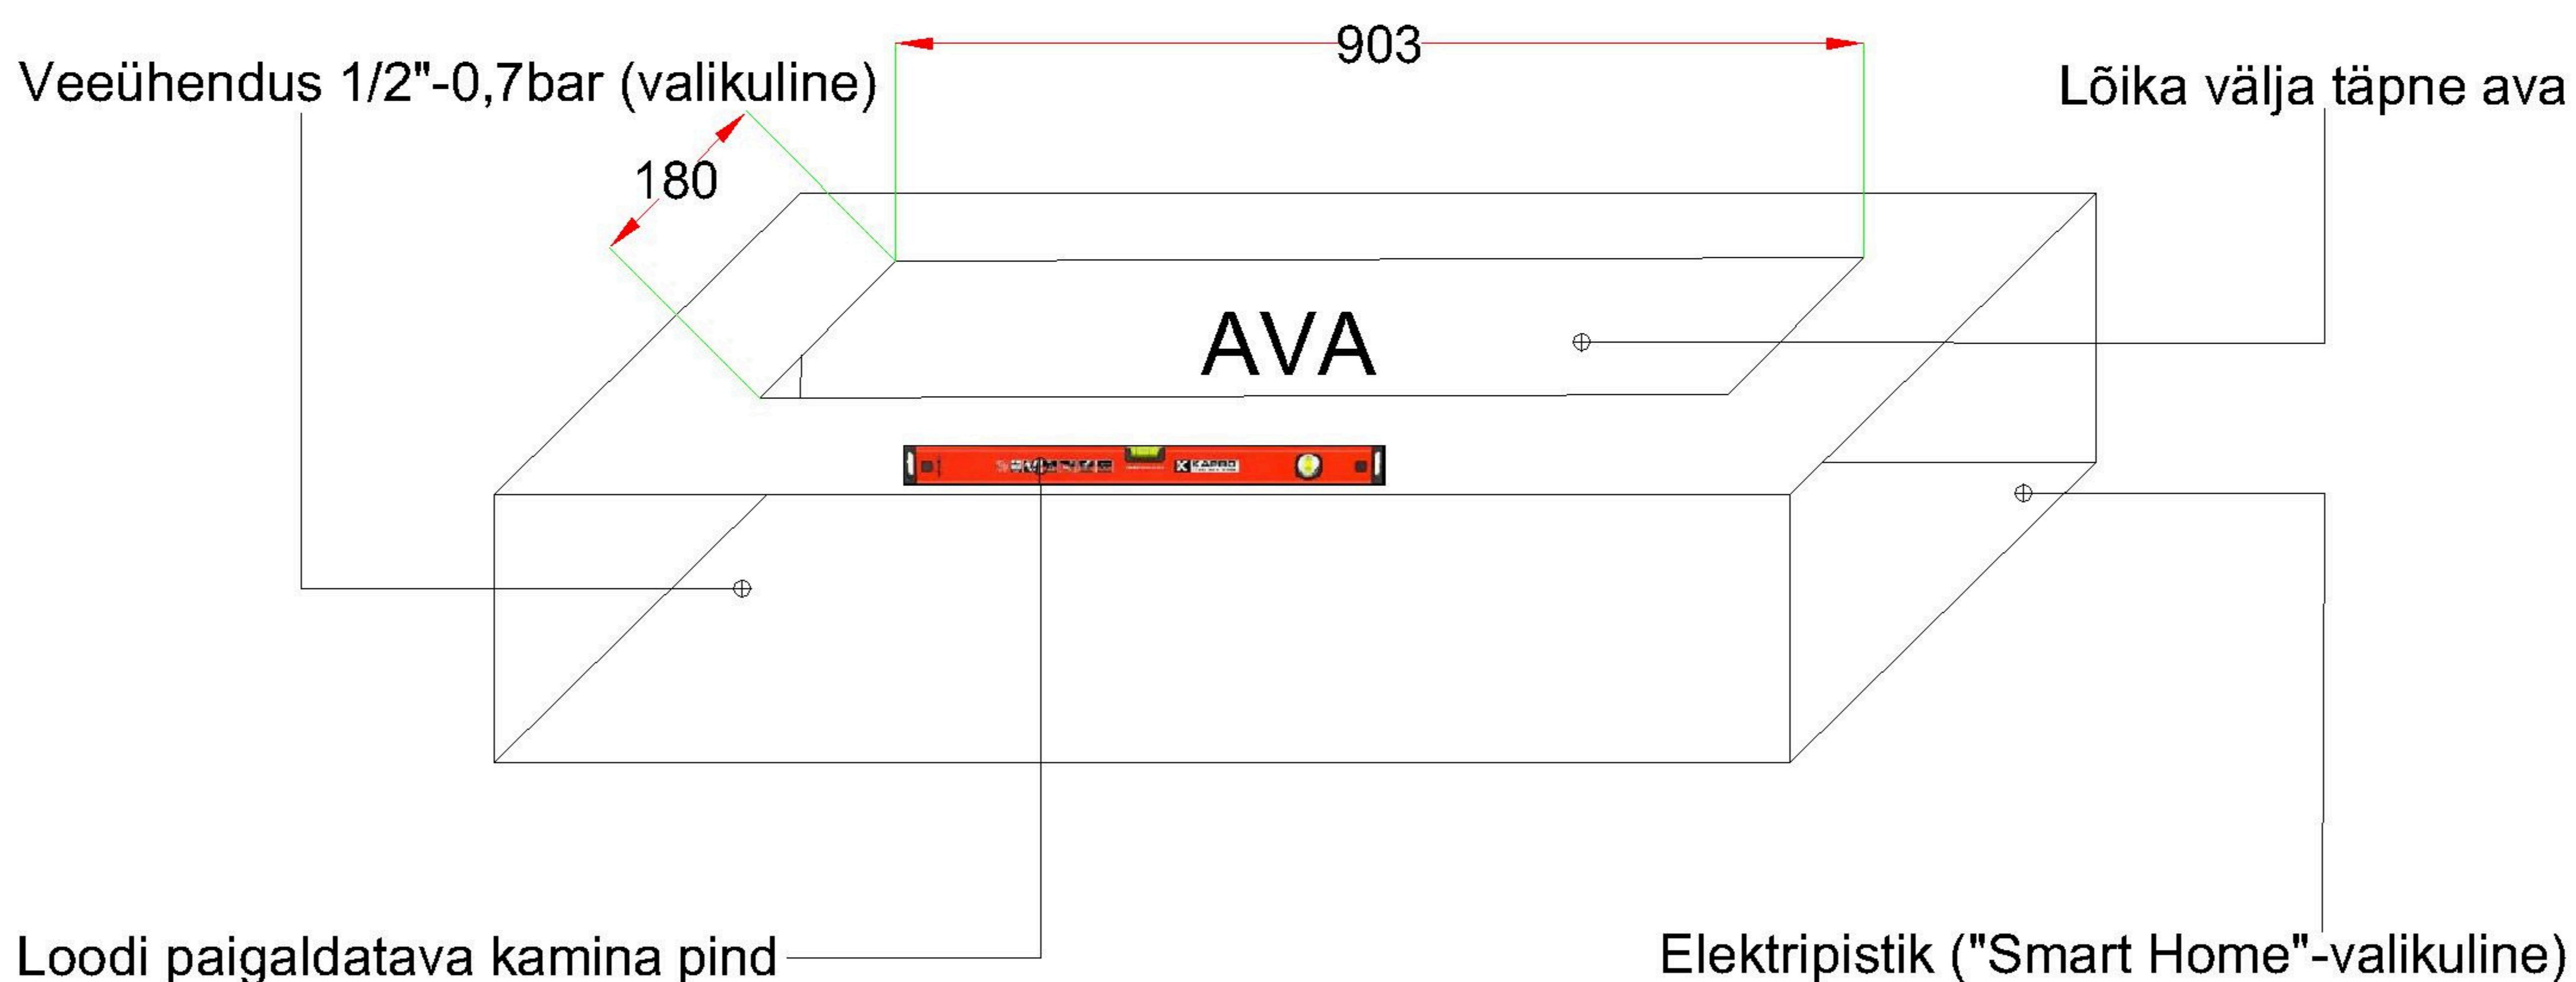 903
Veeühendus 1/2"-0,7bar (valikuline)
Lõika välja täpne ava
180
AVA
KAPRO
Loodi paigaldatava kamina pind
Elektripistik ("Smart Home"-valikuline)